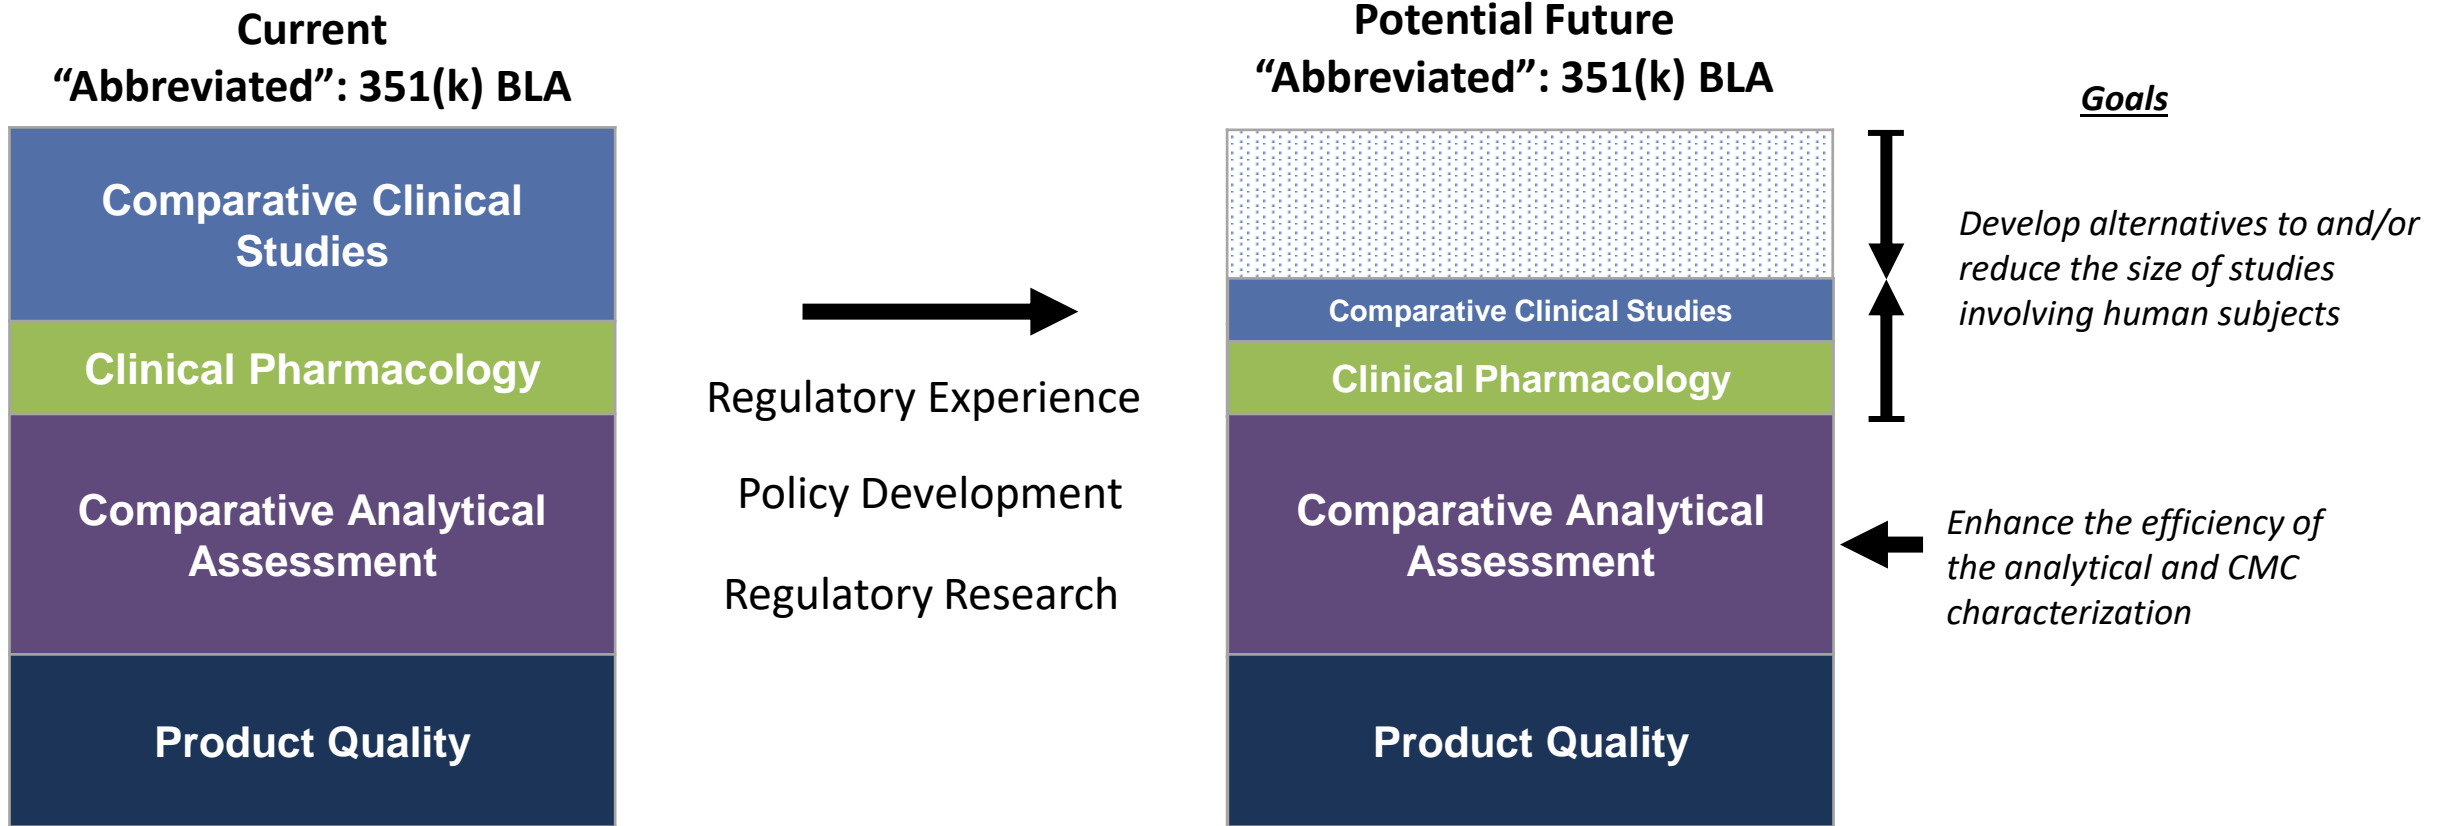 Current
“Abbreviated”: 351(k) BLA
Comparative Clinical
Studies
Clinical Pharmacology
Comparative Analytical
Assessment
Product Quality
Regulatory Experience
Policy Development
Regulatory Research
Potential Future
“Abbreviated”: 351(k) BLA
Comparative Clinical Studies
Clinical Pharmacology
Comparative Analytical
Assessment
Product Quality
Goals
Develop alternatives to and/or
reduce the size of studies
involving human subjects
Enhance the efficiency of
the analytical and CMC
characterization